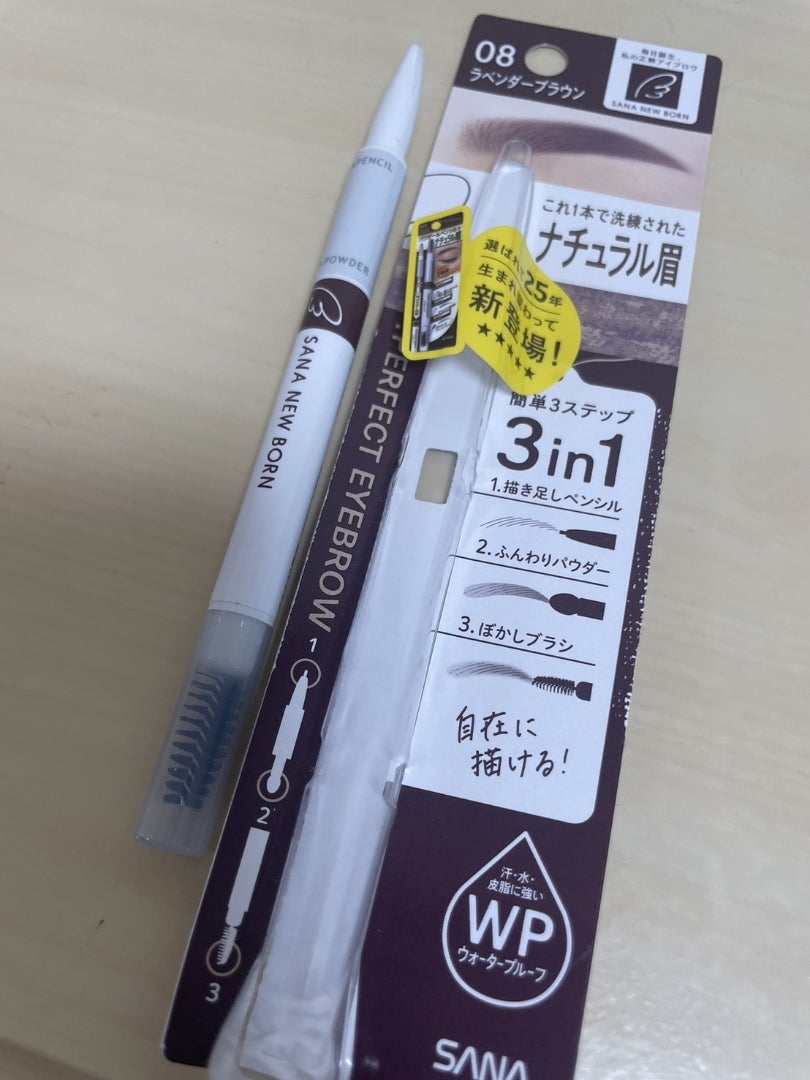 PENCIL
POWDER
SANA NEW BORN
08
ラベンダーブラウン
毎日誕生、
私の正解アイブロウ
SANA NEW BORN
これ1本で洗練された
ナチュラル眉
選ばれて25年
生まれ変わって
新登場!
★★★★★
簡単3ステップ
3in1
1.描き足しペンシル
2.ふんわりパウダー
3.ぼかしブラシ
自在に
描ける!
PERFECT EYEBROW
1
2
3
汗・水・
皮脂に強い
WP
ウォータープルーフ
SANA